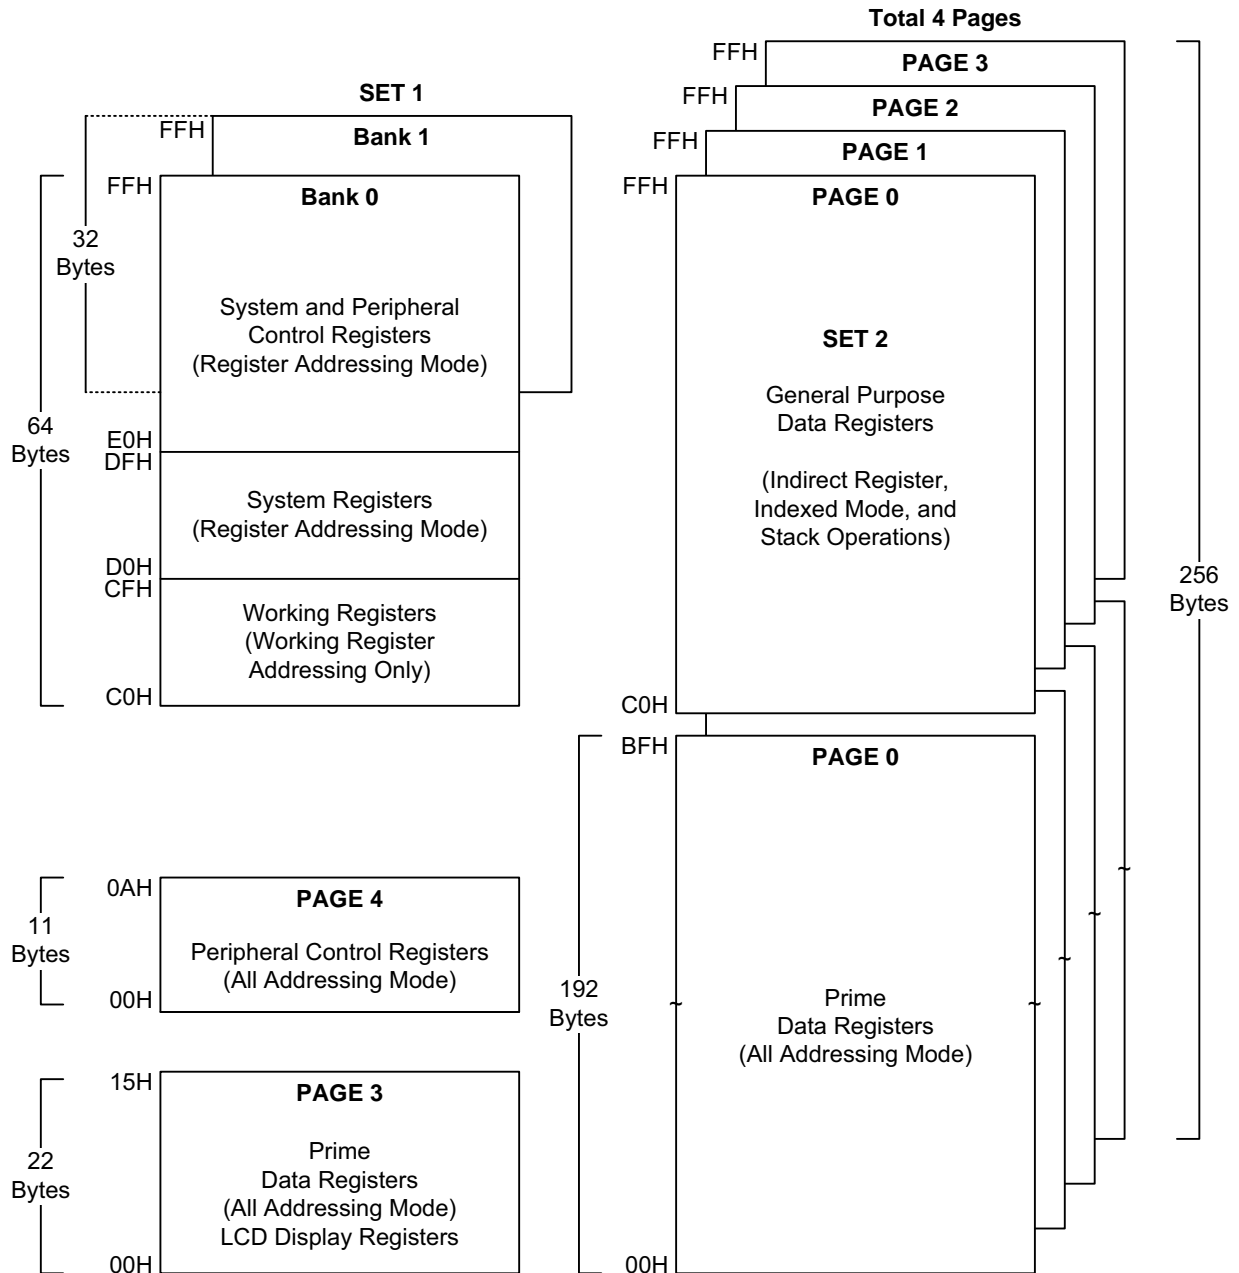 Total 4 Pages
FFH
PAGE 3
FFH
PAGE 2
FFH
PAGE 1
FFH
PAGE 0
SET 2
General Purpose
Data Registers
(Indirect Register,
Indexed Mode, and
Stack Operations)
C0H
256
Bytes
SET 1
FFH
Bank 1
FFH
Bank 0
32
Bytes
System and Peripheral
Control Registers
(Register Addressing Mode)
64
Bytes
E0H
DFH
System Registers
(Register Addressing Mode)
D0H
CFH
Working Registers
(Working Register
Addressing Only)
C0H
BFH
PAGE 0
192
Bytes
~
~
~
~
~
Prime
Data Registers
(All Addressing Mode)
00H
0AH
PAGE 4
11
Bytes
Peripheral Control Registers
(All Addressing Mode)
00H
15H
PAGE 3
22
Bytes
Prime
Data Registers
(All Addressing Mode)
LCD Display Registers
00H